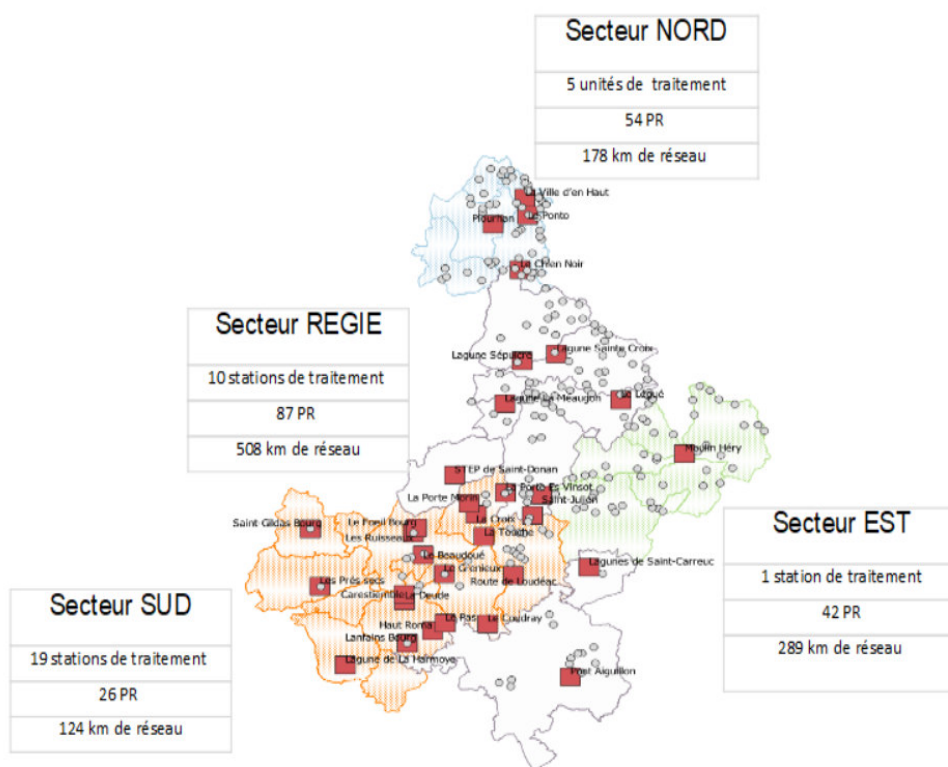 Secteur NORD
5 unités de traitement
54 PR
178 km de réseau
La Ville d'en Haut
Le Ponto
Plourhan
Le Chien Noir
Secteur REGIE
10 stations de traitement
87 PR
508 km de réseau
Lagune Sainte Croix
Lagune Sépulcre
Lagune La Méaugon
Le Légué
Moulin Héry
STEP de Saint-Donan
La Porte Es Vinsot
La Porte Morin
Saint-Julien
Saint Gildas Bourg
Le Foeil Bourg
La Croix
Les Ruisseaux
La Touche
Le Beaudoué
Lagunes de Saint-Carreuc
Le Grenieux
Les Prés secs
Route de Loudéac
Carestiemble
La Deude
Secteur EST
1 station de traitement
42 PR
289 km de réseau
Secteur SUD
19 stations de traitement
26 PR
124 km de réseau
Le Pas
Haut Roma
Le Coudray
Lanfains Bourg
Lagune de La Harmoye
Pont Aiguillon